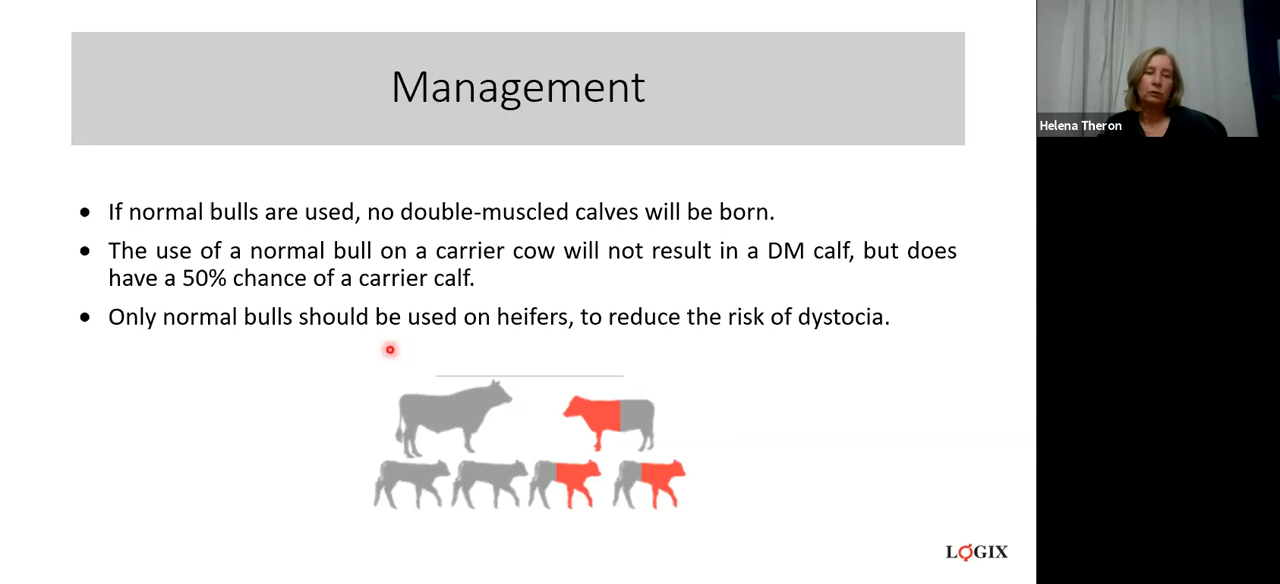 Management
Helena Theron
• If normal bulls are used, no double-muscled calves will be born.
• The use of a normal bull on a carrier cow will not result in a DM calf, but does
have a 50% chance of a carrier calf.
• Only normal bulls should be used on heifers, to reduce the risk of dystocia.
LOGIX